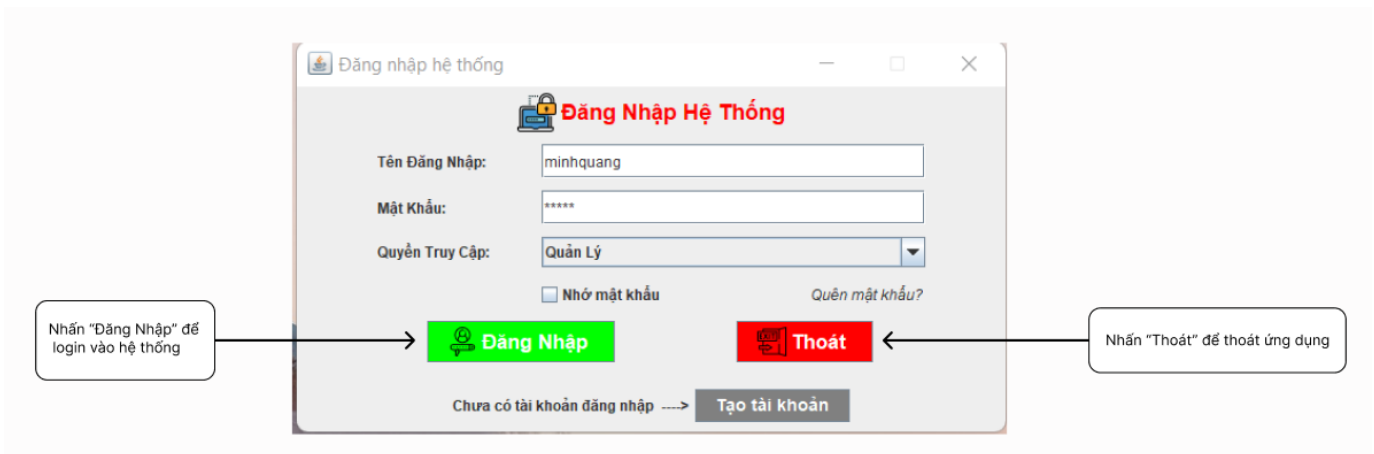 Đăng nhập hệ thống
Đăng Nhập Hệ Thống
Tên Đăng Nhập: minhquang
Mật Khẩu: *****
Quyền Truy Cập: Quản Lý
Nhớ mật khẩu Quên mật khẩu?
Nhấn “Đăng Nhập” để
login vào hệ thống
Đăng Nhập
Thoát
Nhấn “Thoát” để thoát ứng dụng
Chưa có tài khoản đăng nhập ----> Tạo tài khoản